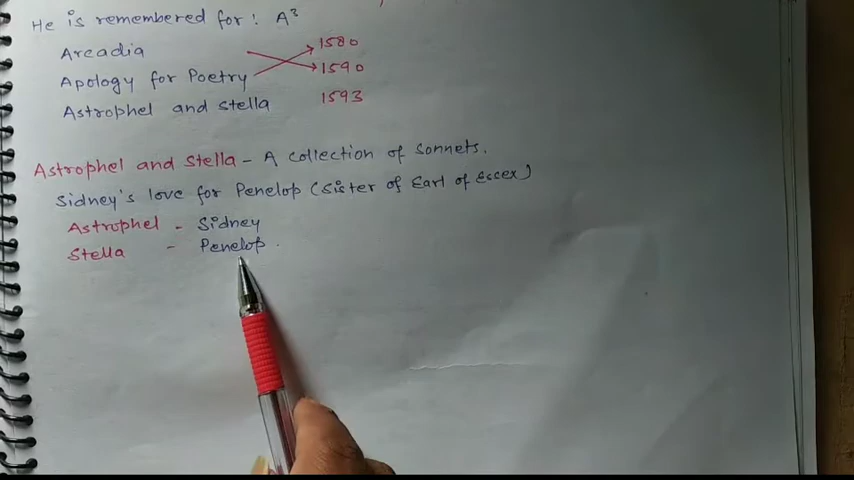 He is remembered for: A³
Arcadia 1580
Apology for Poetry 1590
Astrophel and Stella 1593
Astrophel and Stella - A collection of Sonnets.
Sidney's love for Penelop (Sister of Earl of Essex)
Astrophel - Sidney
Stella - Penelop.